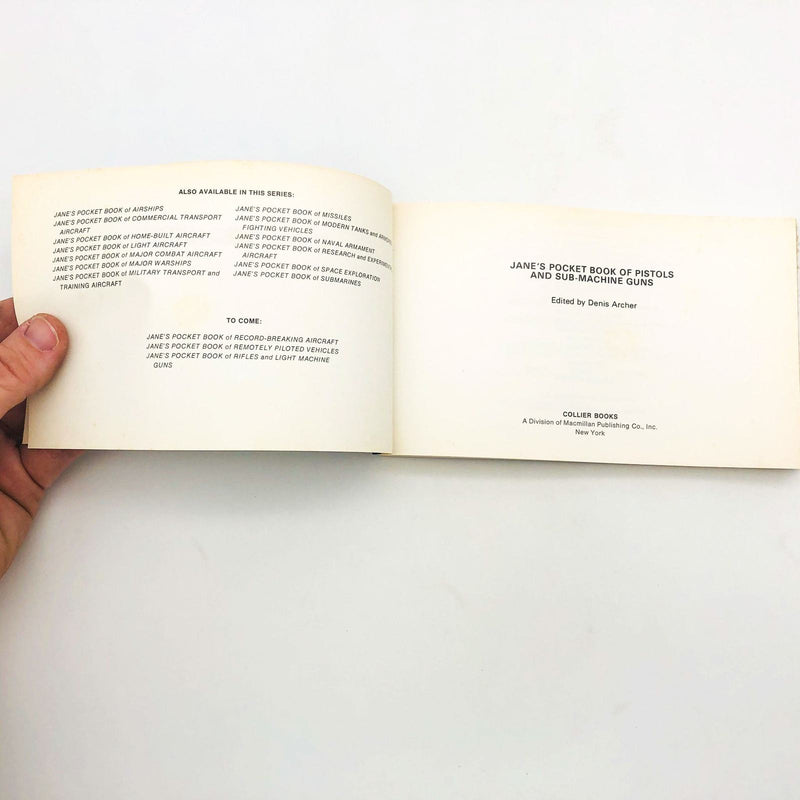 ALSO AVAILABLE IN THIS SERIES:
JANE'S POCKET BOOK of AIRSHIPS
JANE'S POCKET BOOK of COMMERCIAL TRANSPORT
AIRCRAFT
JANE'S POCKET BOOK of HOME-BUILT AIRCRAFT
JANE'S POCKET BOOK of LIGHT AIRCRAFT
JANE'S POCKET BOOK of MAJOR COMBAT AIRCRAFT
JANE'S POCKET BOOK of MAJOR WARSHIPS
JANE'S POCKET BOOK of MILITARY TRANSPORT and
TRAINING AIRCRAFT
JANE'S POCKET BOOK of MISSILES
JANE'S POCKET BOOK of MODERN TANKS and
FIGHTING VEHICLES
JANE'S POCKET BOOK of NAVAL ARMAMENT
JANE'S POCKET BOOK of RESEARCH and
AIRCRAFT
JANE'S POCKET BOOK of SPACE EXPLORATION
JANE'S POCKET BOOK of SUBMARINES
TO COME:
JANE'S POCKET BOOK of RECORD-BREAKING AIRCRAFT
JANE'S POCKET BOOK of REMOTELY PILOTED VEHICLES
JANE'S POCKET BOOK of RIFLES and LIGHT MACHINE
GUNS
JANE'S POCKET BOOK OF PISTOLS
AND SUB-MACHINE GUNS
Edited by Denis Archer
COLLIER BOOKS
A Division of Macmillan Publishing Co., Inc.
New York